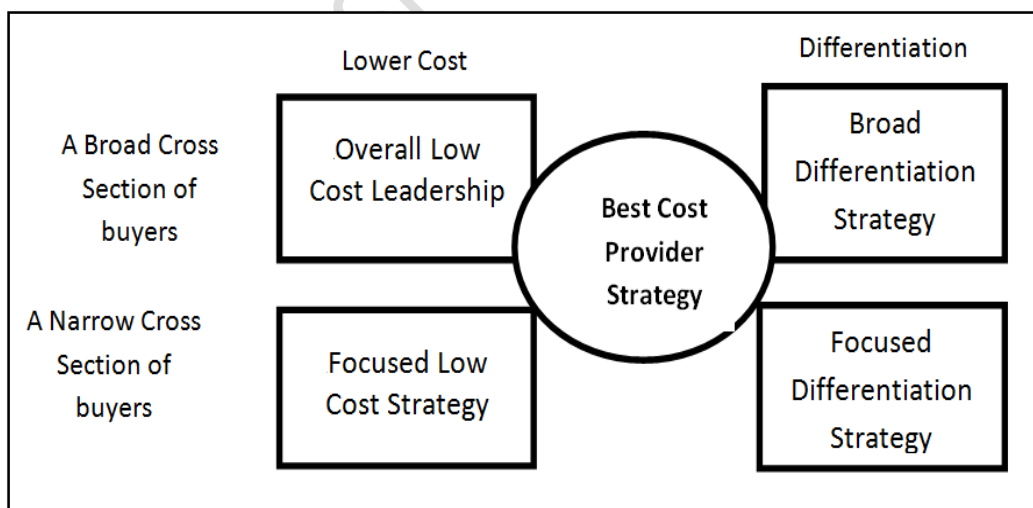 Lower Cost
Differentiation
A Broad Cross
Section of
buyers
Overall Low
Cost Leadership
Best Cost
Provider
Strategy
Broad
Differentiation
Strategy
A Narrow Cross
Section of
buyers
Focused Low
Cost Strategy
Focused
Differentiation
Strategy